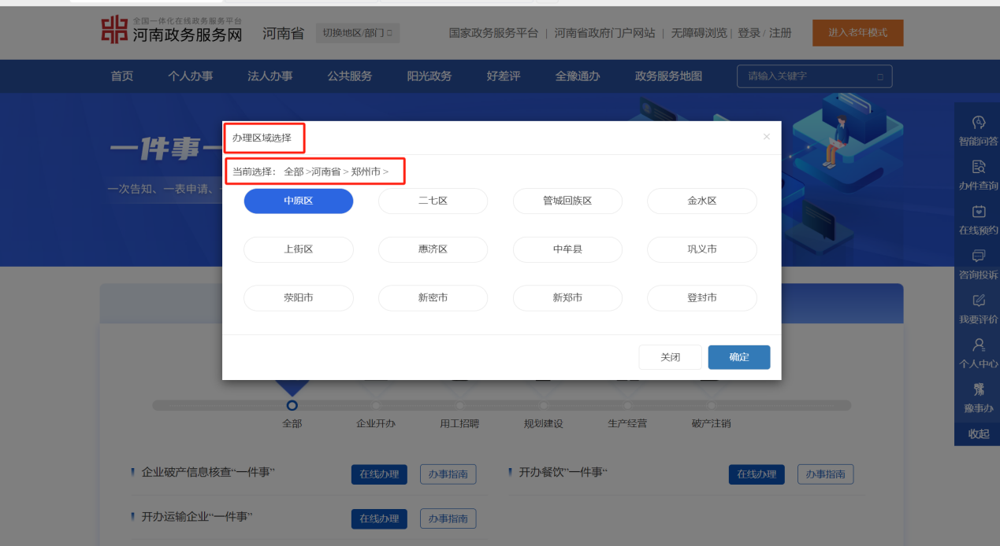 全国一体化在线政务服务平台
河南政务服务网
河南省
切换地区/部门
国家政务服务平台 | 河南省政府门户网站 | 无障碍浏览 | 登录 / 注册
进入老年模式
首页 个人办事 法人办事 公共服务 阳光政务 好差评 全豫通办 政务服务地图
请输入关键字
一件事一
一次告知、一表申请、
办理区域选择
×
当前选择： 全部 >河南省 > 郑州市 >
中原区 二七区 管城回族区 金水区
上街区 惠济区 中牟县 巩义市
荥阳市 新密市 新郑市 登封市
关闭 确定
智能问答
办件查询
在线预约
咨询投诉
我要评价
个人中心
豫事办
收起
全部 企业开办 用工招聘 规划建设 生产经营 破产注销
企业破产信息核查“一件事” 在线办理 办事指南
开办餐饮”一件事“ 在线办理 办事指南
开办运输企业“一件事” 在线办理 办事指南